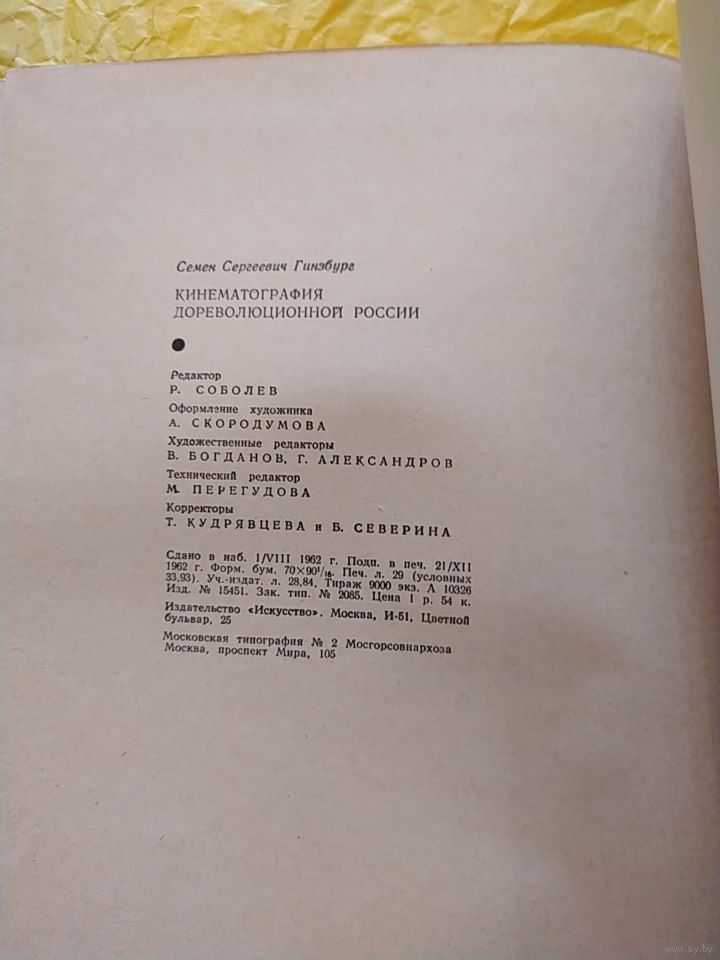 Семен Сергеевич Гинзбург
КИНЕМАТОГРАФИЯ
ДОРЕВОЛЮЦИОННОЙ РОССИИ
Редактор
Р. СОБОЛЕВ
Оформление художника
А. СКОРОДУМОВА
Художественные редакторы
В. БОГДАНОВ, Г. АЛЕКСАНДРОВ
Технический редактор
М. ПЕРЕГУДОВА
Корректоры
Т. КУДРЯВЦЕВА и Б. СЕВЕРИНА
Сдано в наб. 1/VIII 1962 г. Подп. в печ. 21/XII
1962 г. Форм. бум. 70×90¹/₁₆. Печ. л. 29 (условных
33,93). Уч.-издат. л. 28,84. Тираж 9000 экз. А 10326
Изд. № 15451. Зак. тип. № 2085. Цена 1 р. 54 к.
Издательство «Искусство». Москва, И-51, Цветной
бульвар, 25
Московская типография № 2 Мосгорсовнархоза
Москва, проспект Мира, 105
www.ay.by